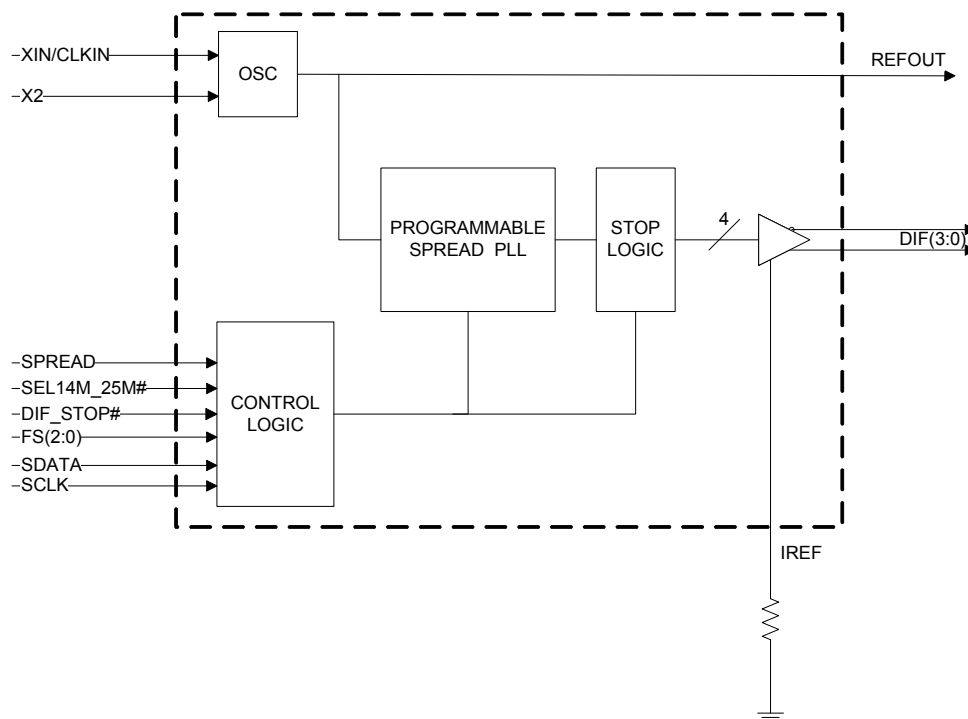 XIN/CLKIN
X2
OSC
REFOUT
PROGRAMMABLE
SPREAD PLL
STOP
LOGIC
4
DIF(3:0)
SPREAD
SEL14M_25M#
DIF_STOP#
FS(2:0)
SDATA
SCLK
CONTROL
LOGIC
IREF